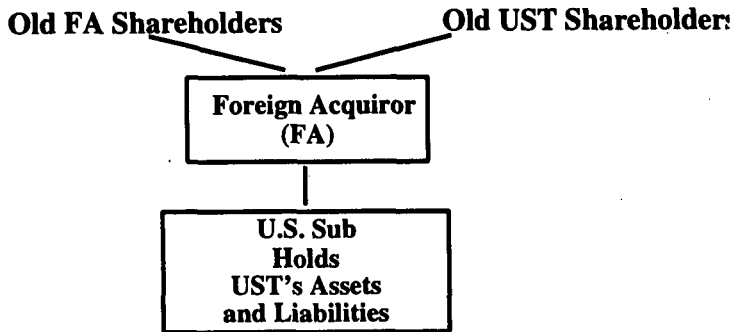 Old FA Shareholders
Old UST Shareholders
Foreign Acquiror
(FA)
U.S. Sub
Holds
UST's Assets
and Liabilities